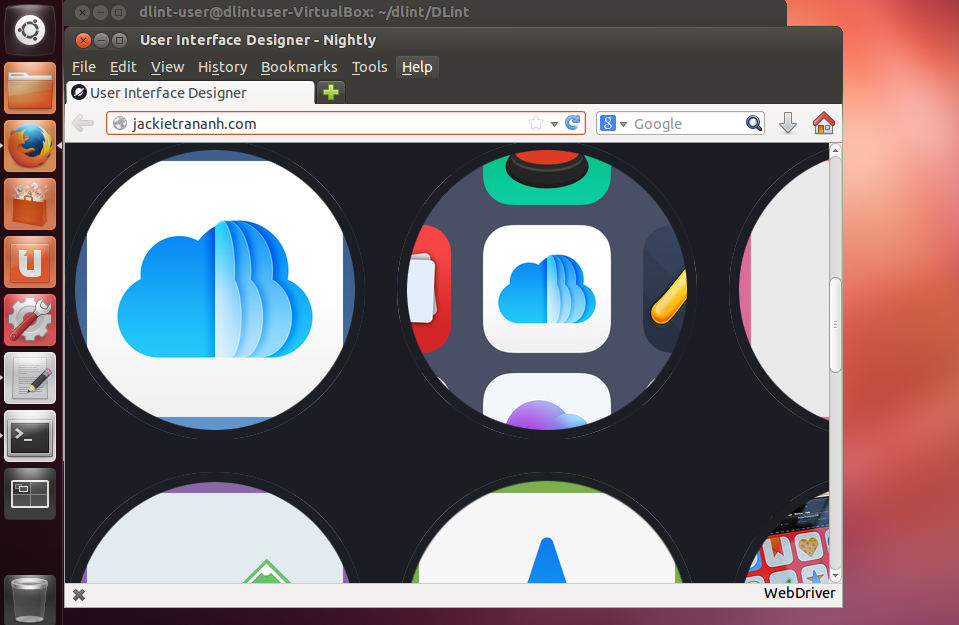 dlint-user@dlintuser-VirtualBox: ~/dlint/DLint
User Interface Designer - Nightly
File Edit View History Bookmarks Tools Help
User Interface Designer
jackietrananh.com
Google
WebDriver